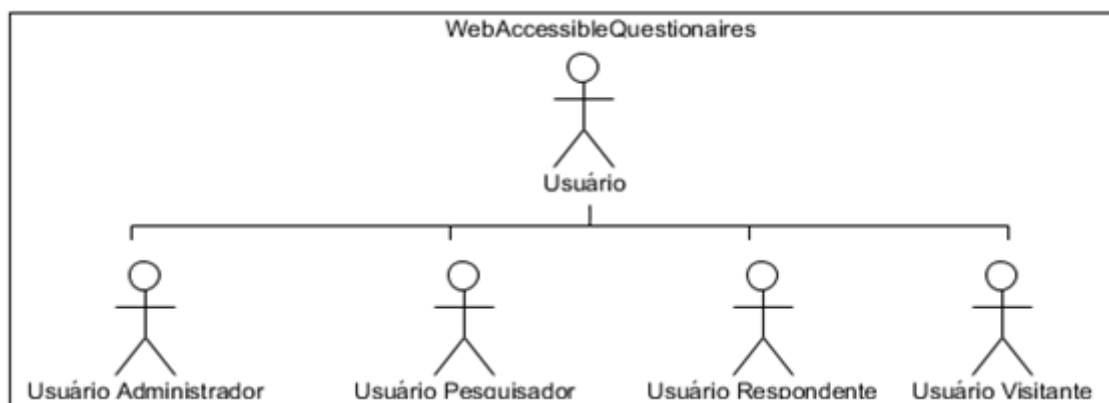 WebAccessibleQuestionaires
Usuário
Usuário Administrador
Usuário Pesquisador
Usuário Respondente
Usuário Visitante